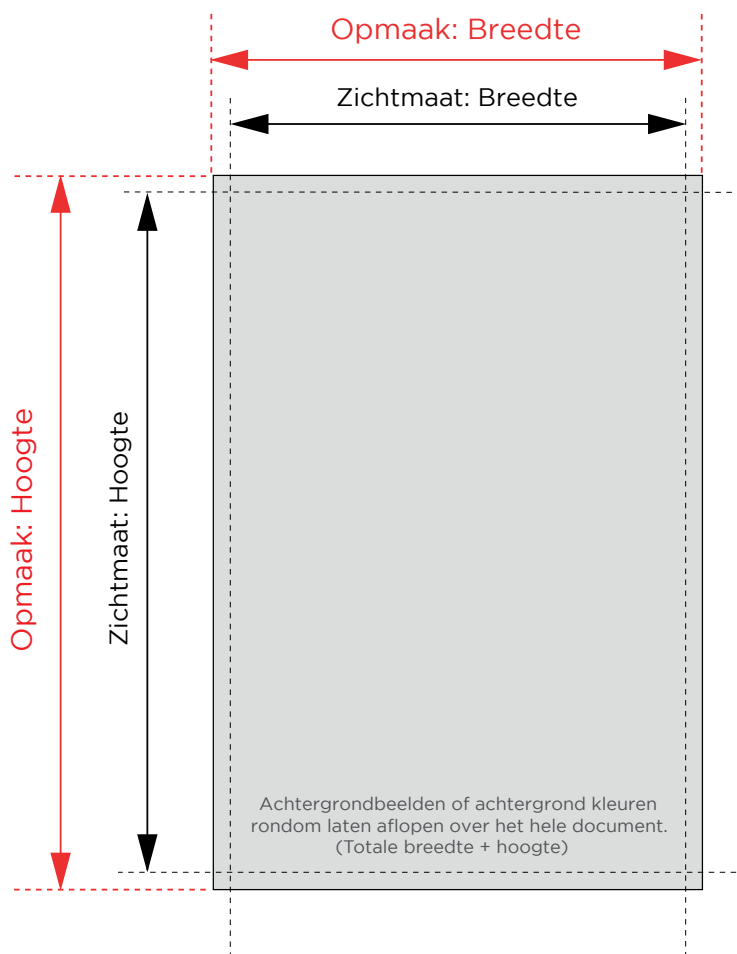 Opmaak: Breedte
Zichtmaat: Breedte
Opmaak: Hoogte
Zichtmaat: Hoogte
Achtergrondbeelden of achtergrond kleuren
rondom laten aflopen over het hele document.
(Totale breedte + hoogte)